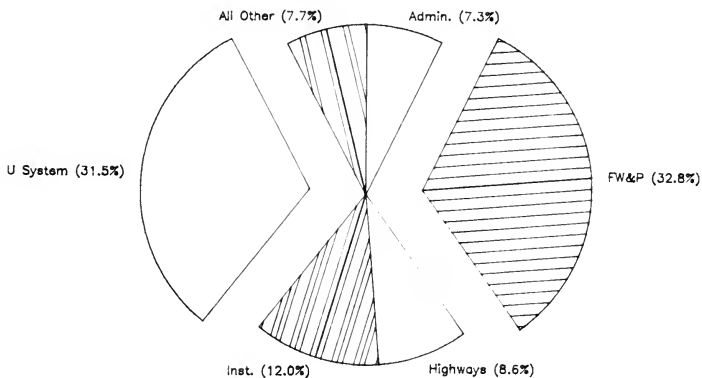 All Other (7.7%) Admin. (7.3%)
U System (31.5%) FW&P (32.8%)
Inst. (12.0%) Highways (8.6%)